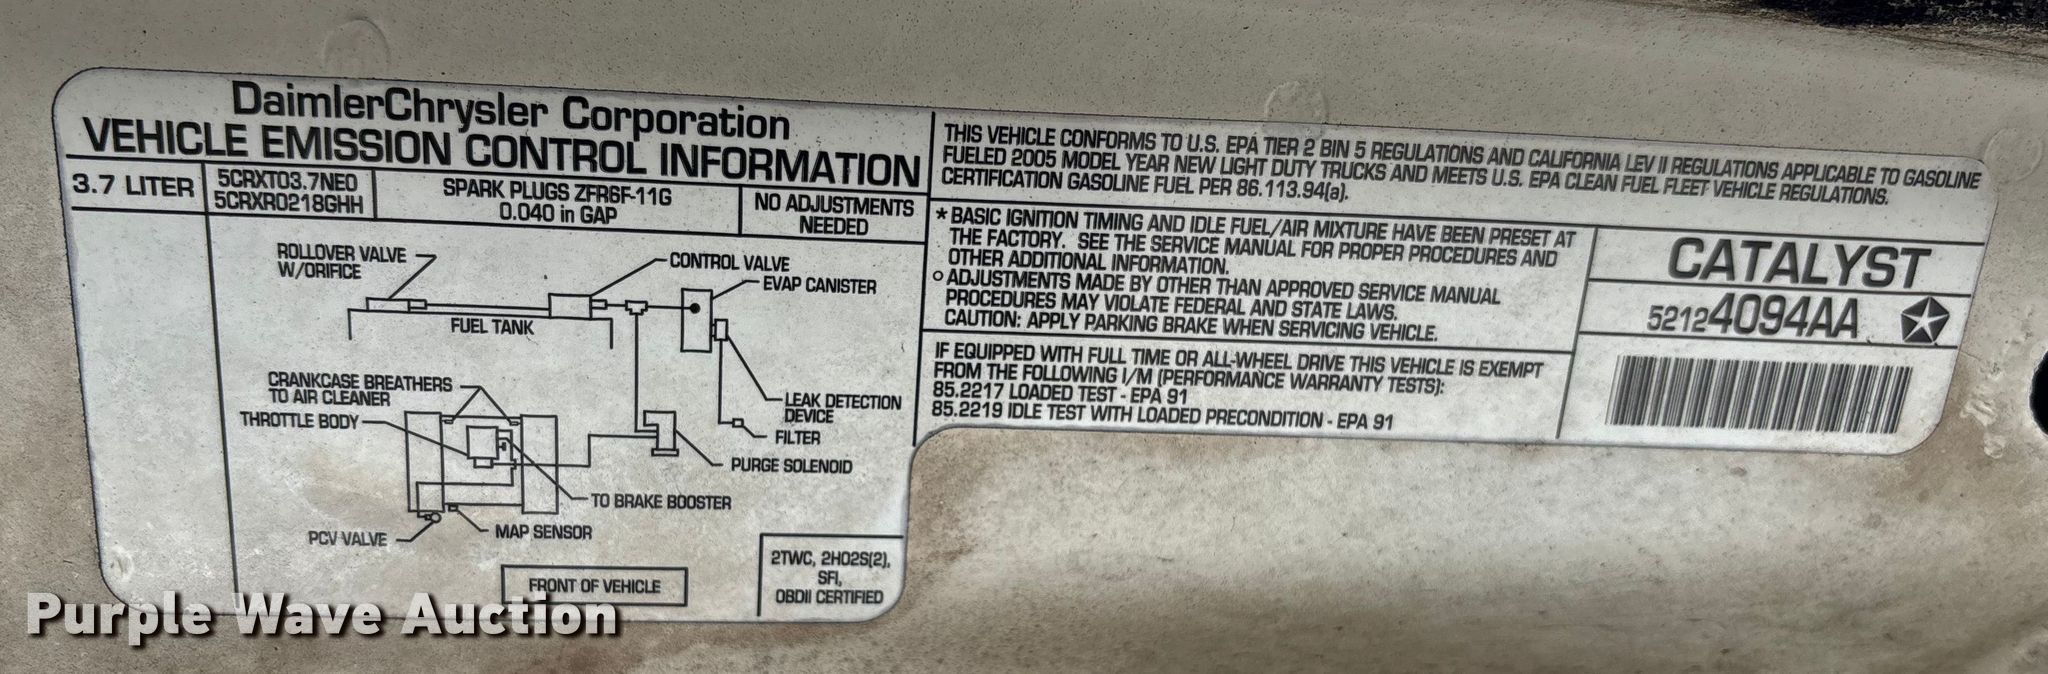 DaimlerChrysler Corporation
VEHICLE EMISSION CONTROL INFORMATION
3.7 LITER
5CRXT03.7NE0
5CRXR0218GHH
SPARK PLUGS ZFR6F-11G
0.040 in GAP
NO ADJUSTMENTS
NEEDED
ROLLOVER VALVE
W/ORIFICE
CONTROL VALVE
EVAP CANISTER
FUEL TANK
CRANKCASE BREATHERS
TO AIR CLEANER
THROTTLE BODY
LEAK DETECTION
DEVICE
FILTER
PURGE SOLENOID
TO BRAKE BOOSTER
MAP SENSOR
PCV VALVE
FRONT OF VEHICLE
2TWC, 2HO2S(2),
SFI,
OBDII CERTIFIED
THIS VEHICLE CONFORMS TO U.S. EPA TIER 2 BIN 5 REGULATIONS AND CALIFORNIA LEV II REGULATIONS APPLICABLE TO GASOLINE
FUELED 2005 MODEL YEAR NEW LIGHT DUTY TRUCKS AND MEETS U.S. EPA CLEAN FUEL FLEET VEHICLE REGULATIONS.
CERTIFICATION GASOLINE FUEL PER 86.113.94(a).
* BASIC IGNITION TIMING AND IDLE FUEL/AIR MIXTURE HAVE BEEN PRESET AT
THE FACTORY. SEE THE SERVICE MANUAL FOR PROPER PROCEDURES AND
OTHER ADDITIONAL INFORMATION.
o ADJUSTMENTS MADE BY OTHER THAN APPROVED SERVICE MANUAL
PROCEDURES MAY VIOLATE FEDERAL AND STATE LAWS.
CAUTION: APPLY PARKING BRAKE WHEN SERVICING VEHICLE.
IF EQUIPPED WITH FULL TIME OR ALL-WHEEL DRIVE THIS VEHICLE IS EXEMPT
FROM THE FOLLOWING I/M (PERFORMANCE WARRANTY TESTS):
85.2217 LOADED TEST - EPA 91
85.2219 IDLE TEST WITH LOADED PRECONDITION - EPA 91
CATALYST
52124094AA
Purple Wave Auction